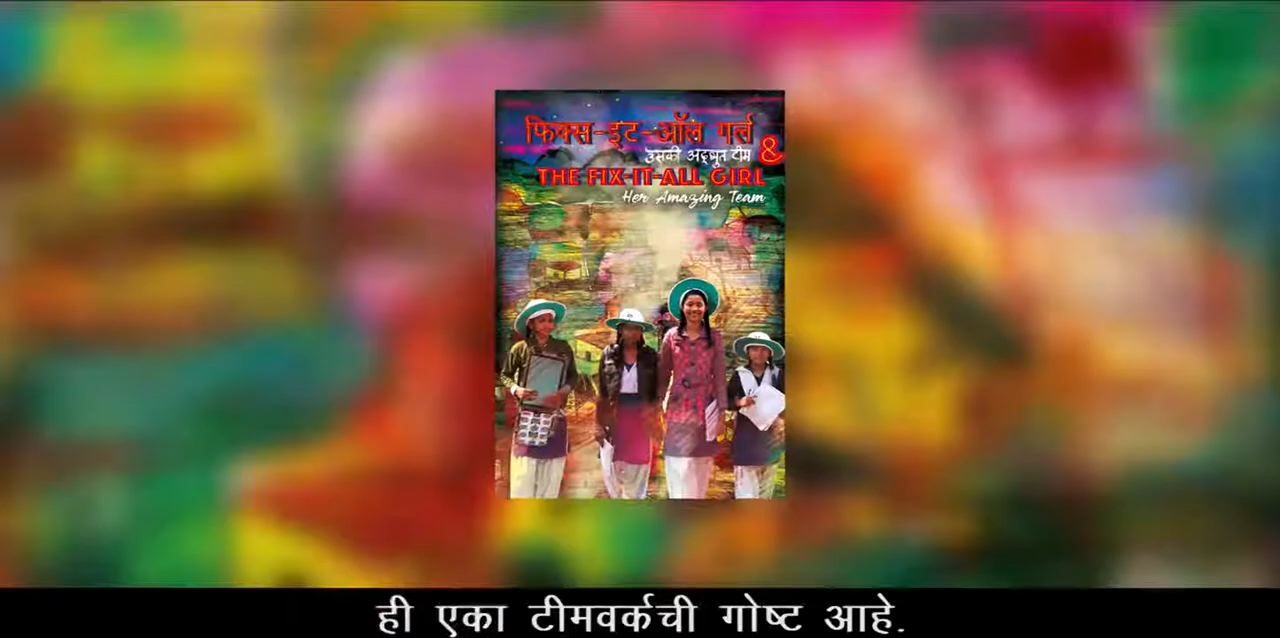 फिक्स-इट-ऑल गर्ल
उसकी अद्भुत टीम &
THE FIX-IT-ALL GIRL
Her Amazing Team
ही एका टीमवर्कची गोष्ट आहे.